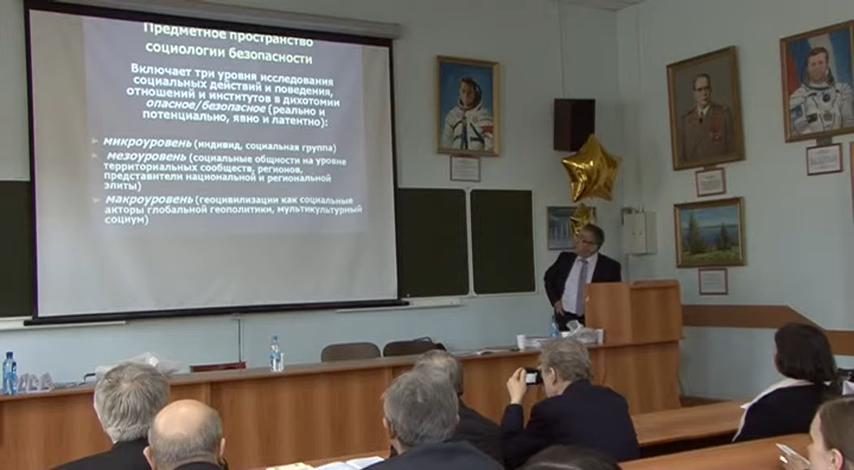 Предметное пространство
социологии безопасности
Включает три уровня исследования
социальных действий и поведения,
отношений и институтов в дихотомии
опасное/безопасное (реально и
потенциально, явно и латентно):
микроуровень (индивид, социальная группа)
мезоуровень (социальные общности на уровне
территориальных сообществ, регионов,
представители национальной и региональной
элиты)
макроуровень (геоцивилизации как социальные
акторы глобальной геополитики, мультикультурный
социум)